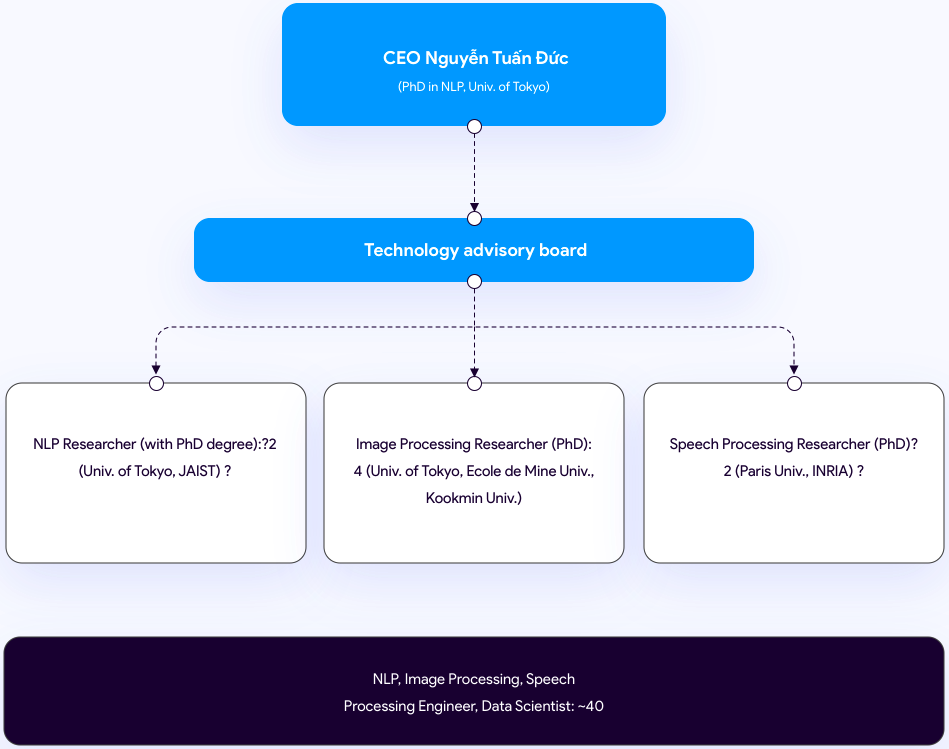 CEO Nguyễn Tuấn Đức
(PhD in NLP, Univ. of Tokyo)
Technology advisory board
NLP Researcher (with PhD degree):?2
(Univ. of Tokyo, JAIST) ?
Image Processing Researcher (PhD):
4 (Univ. of Tokyo, Ecole de Mine Univ.,
Kookmin Univ.)
Speech Processing Researcher (PhD)?
2 (Paris Univ., INRIA) ?
NLP, Image Processing, Speech
Processing Engineer, Data Scientist: ~40